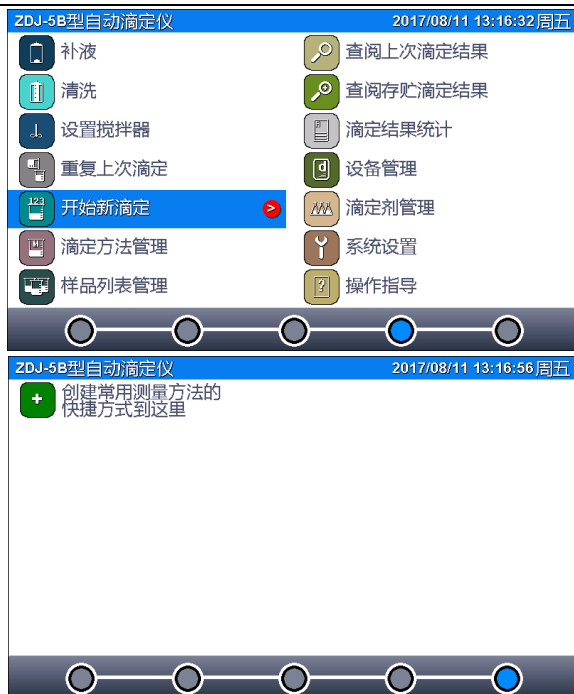 ZDJ-5B型自动滴定仪 2017/08/11 13:16:32周五
补液
清洗
设置搅拌器
重复上次滴定
123
开始新滴定
>
滴定方法管理
样品列表管理
查阅上次滴定结果
查阅存贮滴定结果
滴定结果统计
设备管理
滴定剂管理
系统设置
?
操作指导
ZDJ-5B型自动滴定仪 2017/08/11 13:16:56周五
+
创建常用测量方法的
快捷方式到这里